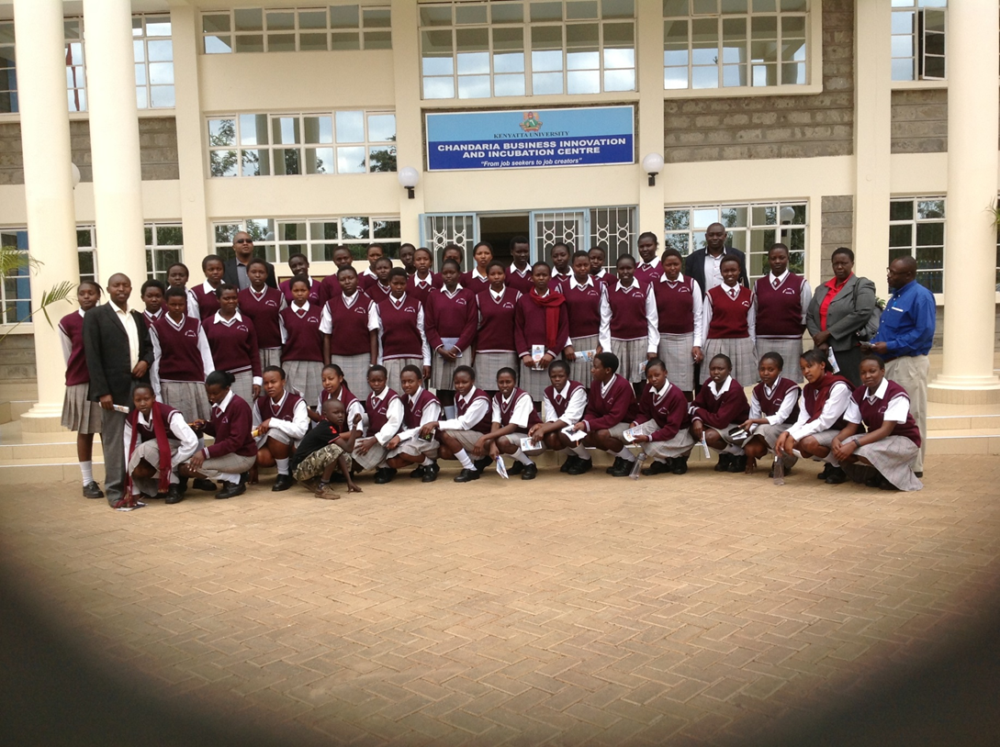 KENYATTA UNIVERSITY
CHANDARIA BUSINESS INNOVATION
AND INCUBATION CENTRE
"From job seekers to job creators"